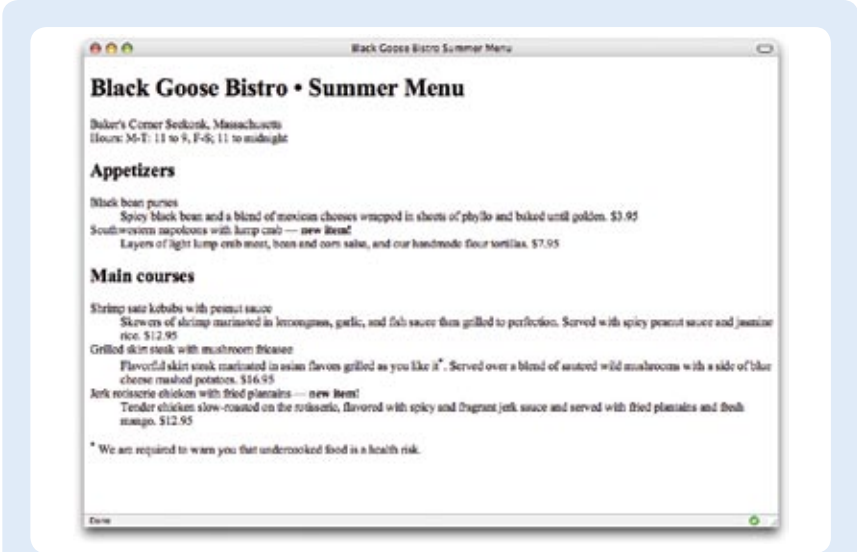 Black Goose Bistro Summer Menu
Black Goose Bistro • Summer Menu
Baker's Corner Seekonk, Massachusetts
Hours: M-T: 11 to 9, F-S; 11 to midnight
Appetizers
Black bean purses
Spicy black bean and a blend of mexican cheeses wrapped in sheets of phyllo and baked until golden. $3.95
Southwestern napoleons with lump crab — new item!
Layers of light lump crab meat, bean and corn salsa, and our handmade flour tortillas. $7.95
Main courses
Shrimp sate kebabs with peanut sauce
Skewers of shrimp marinated in lemongrass, garlic, and fish sauce then grilled to perfection. Served with spicy peanut sauce and jasmine
rice. $12.95
Grilled skirt steak with mushroom fricasee
Flavorful skirt steak marinated in asian flavors grilled as you like it*. Served over a blend of sauteed wild mushrooms with a side of blue
cheese mashed potatoes. $16.95
Jerk rotisserie chicken with fried plantains — new item!
Tender chicken slow-roasted on the rotisserie, flavored with spicy and fragrant jerk sauce and served with fried plantains and fresh
mango. $12.95
* We are required to warn you that undercooked food is a health risk.
Done